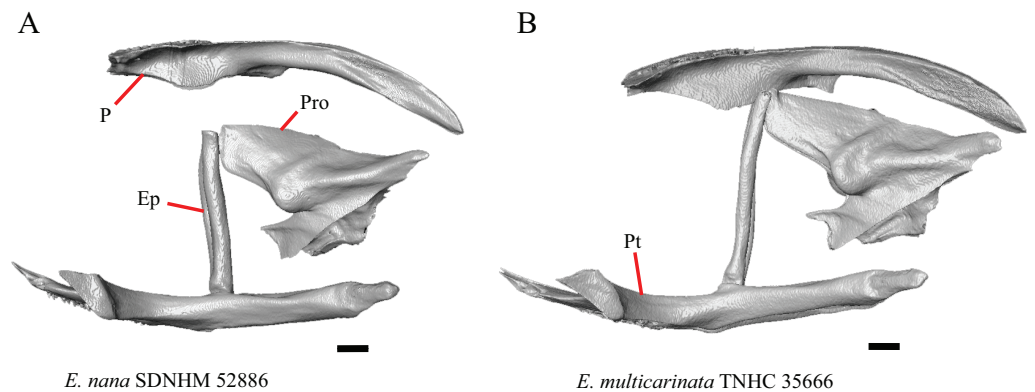 A
B
P
Pro
Ep
Pt
E. nana SDNHM 52886
E. multicarinata TNHC 35666